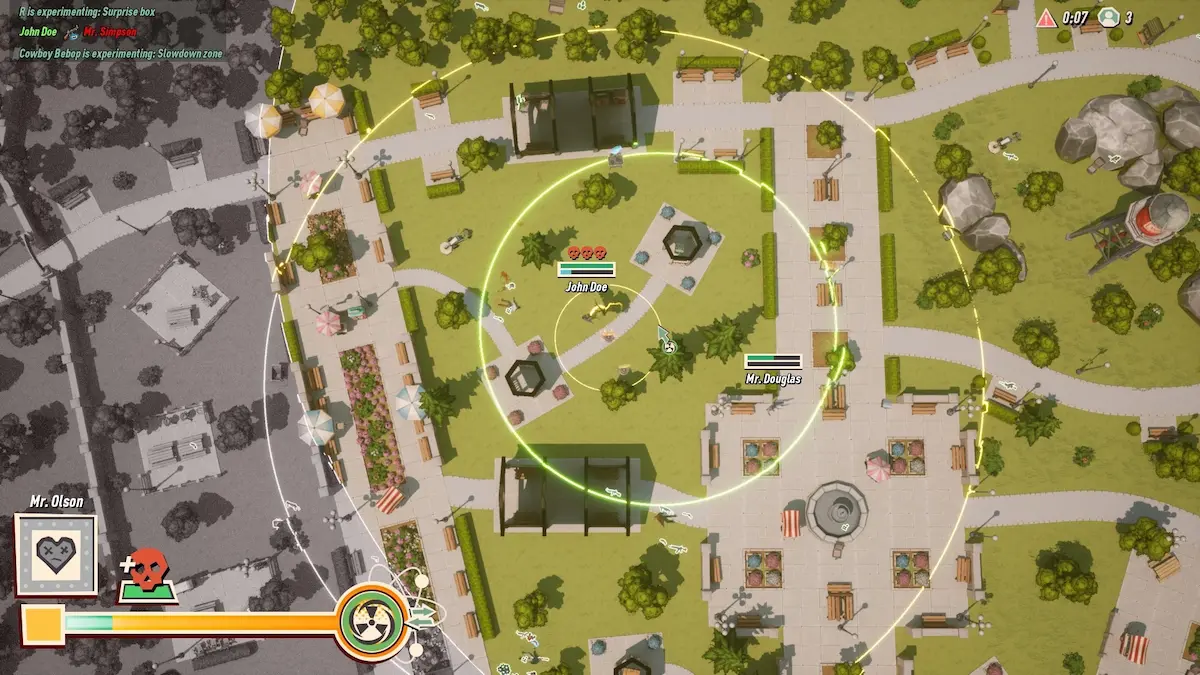 R is experimenting: Surprise box
John Doe Mr. Simpson
Cowboy Bebop is experimenting: Slowdown zone
0:07 3
John Doe
Mr. Douglas
Mr. Olson
+